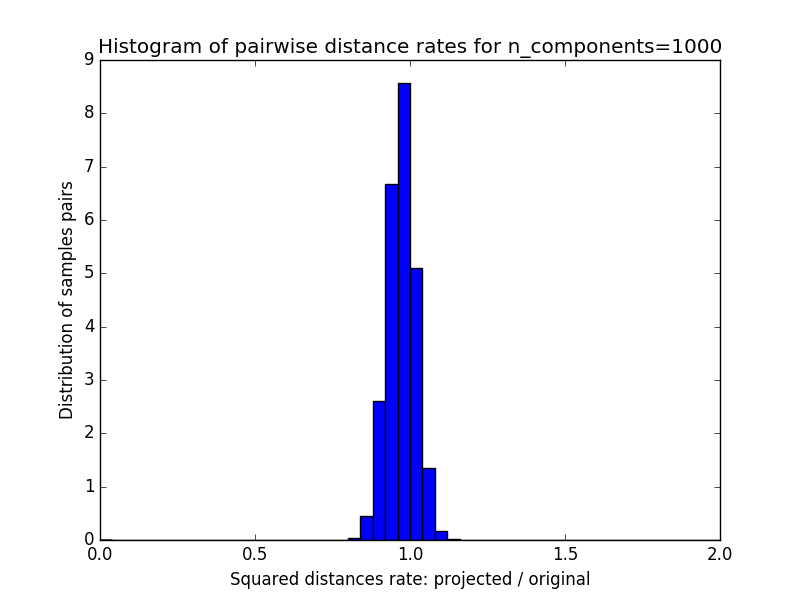 Histogram of pairwise distance rates for n_components=1000
9
8
7
6
5
4
3
2
1
0
Distribution of samples pairs
0.0 0.5 1.0 1.5 2.0
Squared distances rate: projected / original